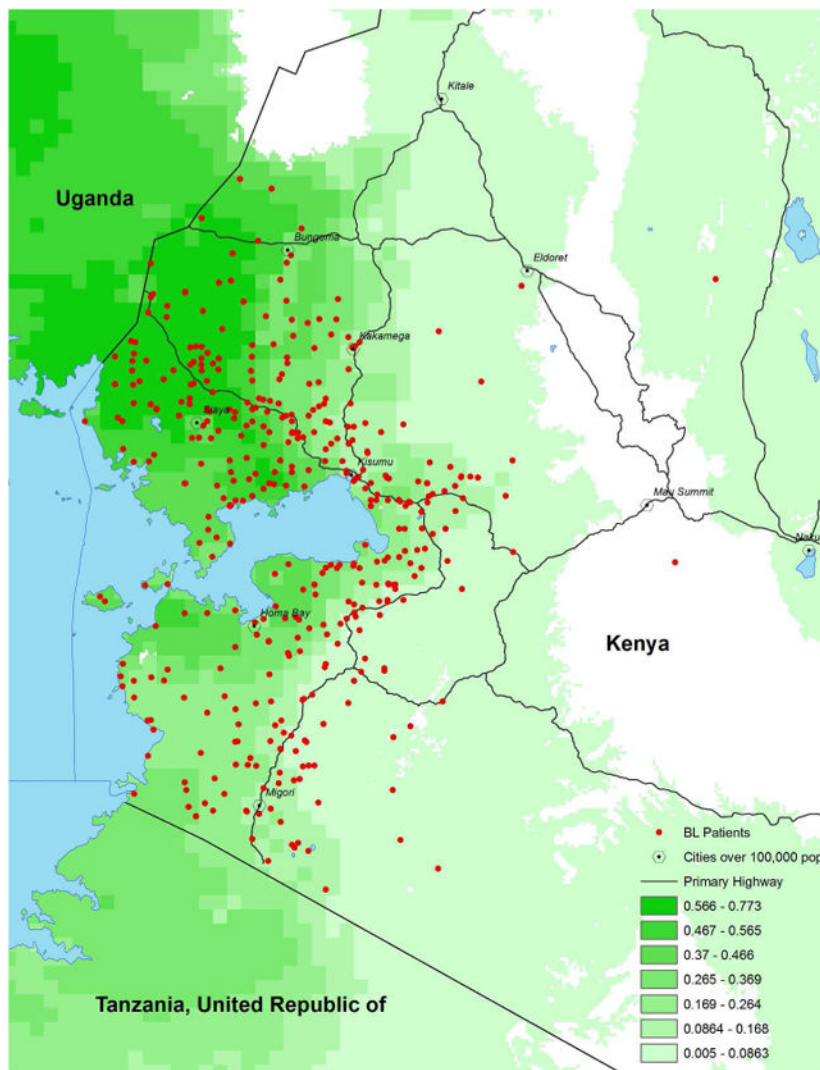 Kitale
Uganda
Bungoma
Eldoret
Kakamega
Siaya
Kisumu
Mau Summit
Naku
Homa Bay
Kenya
Migori
BL Patients
Cities over 100,000 pop
Primary Highway
0.566 - 0.773
0.467 - 0.565
0.37 - 0.466
0.265 - 0.369
0.169 - 0.264
0.0864 - 0.168
0.005 - 0.0863
Tanzania, United Republic of